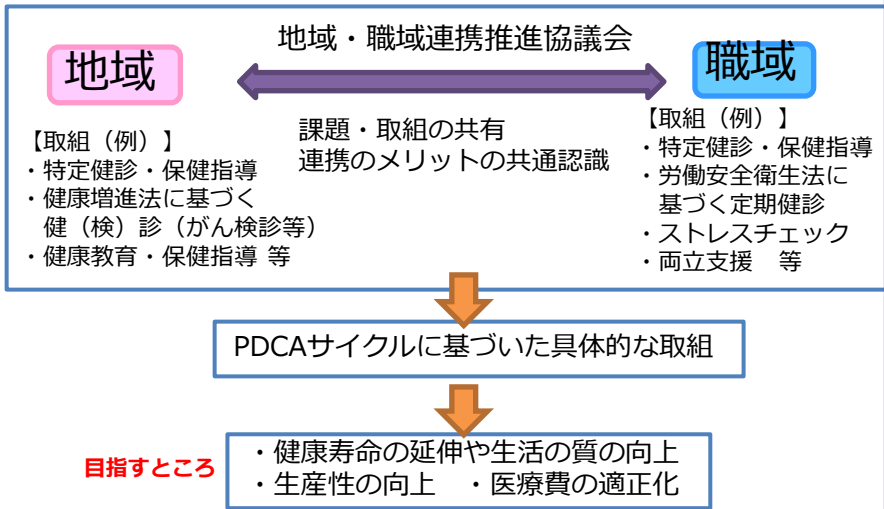 地域・職域連携推進協議会
地域
職域
課題・取組の共有
連携のメリットの共通認識
【取組（例）】
・特定健診・保健指導
・健康増進法に基づく
健（検）診（がん検診等）
・健康教育・保健指導 等
【取組（例）】
・特定健診・保健指導
・労働安全衛生法に
基づく定期健診
・ストレスチェック
・両立支援　等
PDCAサイクルに基づいた具体的な取組
目指すところ
・健康寿命の延伸や生活の質の向上
・生産性の向上　・医療費の適正化